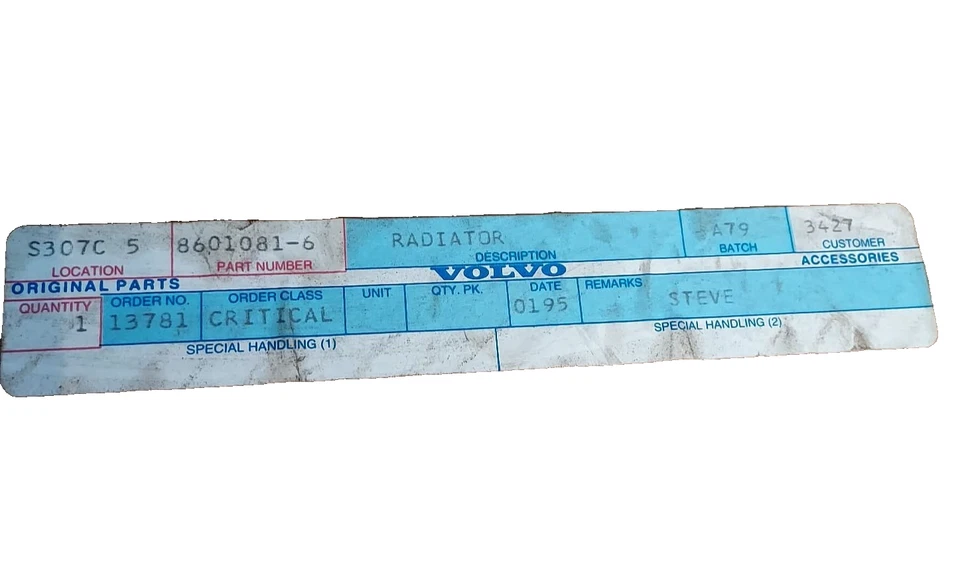 S307C 5 8601081-6 RADIATOR A79 3427
LOCATION PART NUMBER DESCRIPTION BATCH CUSTOMER
ORIGINAL PARTS VOLVO ACCESSORIES
QUANTITY ORDER NO. ORDER CLASS UNIT QTY. PK. DATE REMARKS
1 13781 CRITICAL 0195 STEVE
SPECIAL HANDLING (1) SPECIAL HANDLING (2)